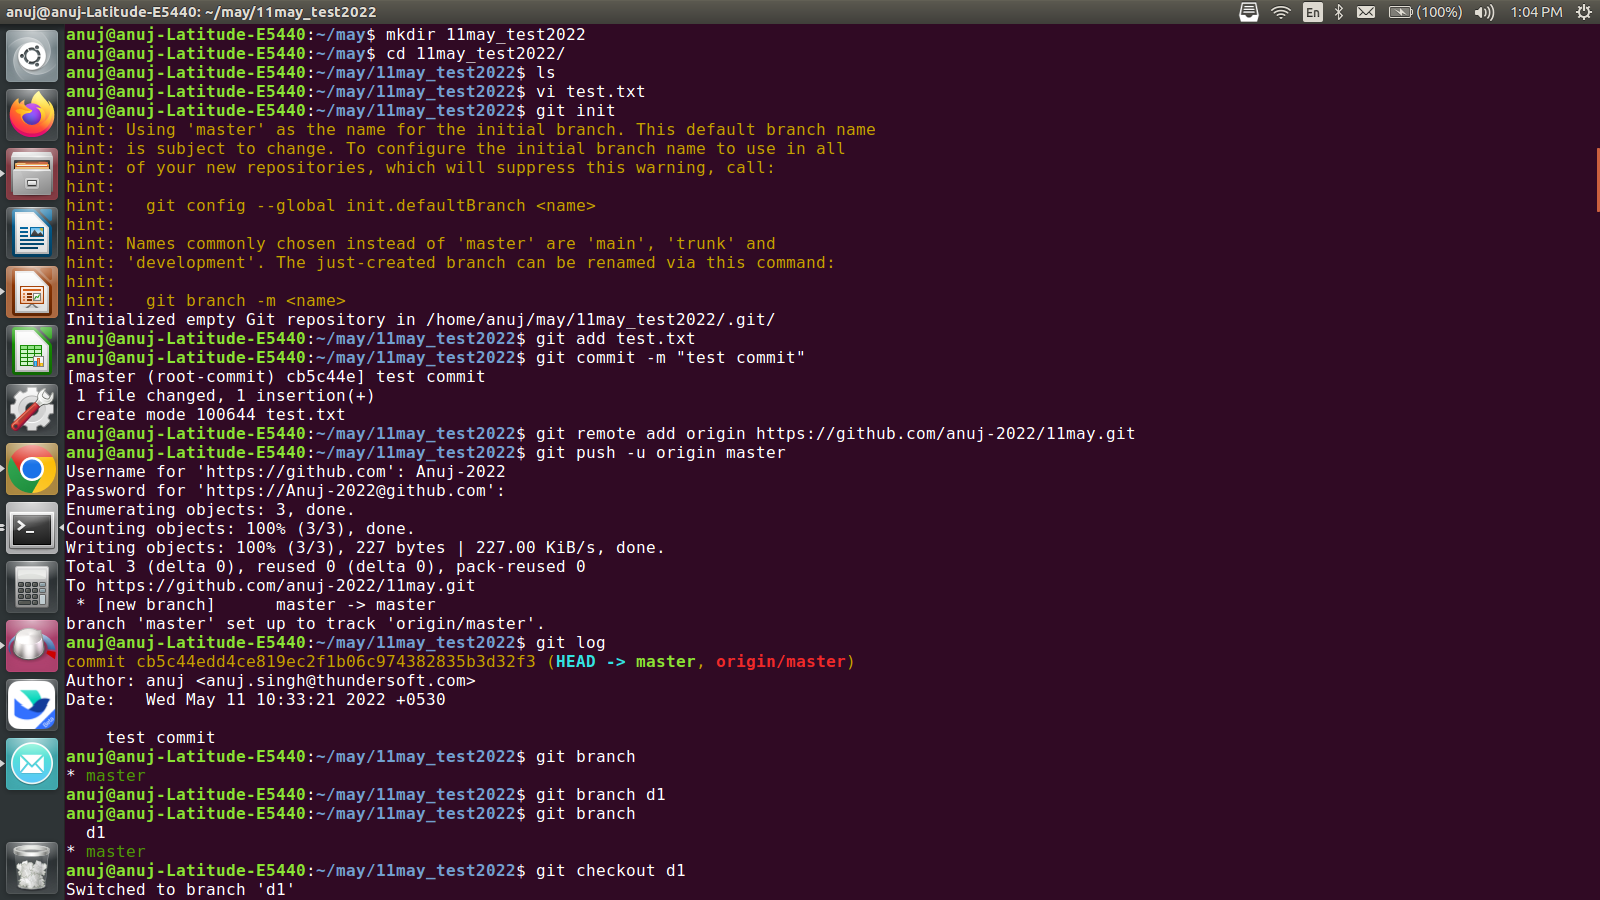 anuj@anuj-Latitude-E5440: ~/may/11may_test2022
En
(100%)
1:04 PM
anuj@anuj-Latitude-E5440:~/may$ mkdir 11may_test2022
anuj@anuj-Latitude-E5440:~/may$ cd 11may_test2022/
anuj@anuj-Latitude-E5440:~/may/11may_test2022$ ls
anuj@anuj-Latitude-E5440:~/may/11may_test2022$ vi test.txt
anuj@anuj-Latitude-E5440:~/may/11may_test2022$ git init
hint: Using 'master' as the name for the initial branch. This default branch name
hint: is subject to change. To configure the initial branch name to use in all
hint: of your new repositories, which will suppress this warning, call:
hint:
hint:   git config --global init.defaultBranch <name>
hint:
hint: Names commonly chosen instead of 'master' are 'main', 'trunk' and
hint: 'development'. The just-created branch can be renamed via this command:
hint:
hint:   git branch -m <name>
Initialized empty Git repository in /home/anuj/may/11may_test2022/.git/
anuj@anuj-Latitude-E5440:~/may/11may_test2022$ git add test.txt
anuj@anuj-Latitude-E5440:~/may/11may_test2022$ git commit -m "test commit"
[master (root-commit) cb5c44e] test commit
 1 file changed, 1 insertion(+)
 create mode 100644 test.txt
anuj@anuj-Latitude-E5440:~/may/11may_test2022$ git remote add origin https://github.com/anuj-2022/11may.git
anuj@anuj-Latitude-E5440:~/may/11may_test2022$ git push -u origin master
Username for 'https://github.com': Anuj-2022
Password for 'https://Anuj-2022@github.com':
Enumerating objects: 3, done.
Counting objects: 100% (3/3), done.
Writing objects: 100% (3/3), 227 bytes | 227.00 KiB/s, done.
Total 3 (delta 0), reused 0 (delta 0), pack-reused 0
To https://github.com/anuj-2022/11may.git
 * [new branch]      master -> master
branch 'master' set up to track 'origin/master'.
anuj@anuj-Latitude-E5440:~/may/11may_test2022$ git log
commit cb5c44edd4ce819ec2f1b06c974382835b3d32f3 (HEAD -> master, origin/master)
Author: anuj <anuj.singh@thundersoft.com>
Date:   Wed May 11 10:33:21 2022 +0530
    test commit
anuj@anuj-Latitude-E5440:~/may/11may_test2022$ git branch
* master
anuj@anuj-Latitude-E5440:~/may/11may_test2022$ git branch d1
anuj@anuj-Latitude-E5440:~/may/11may_test2022$ git branch
  d1
* master
anuj@anuj-Latitude-E5440:~/may/11may_test2022$ git checkout d1
Switched to branch 'd1'